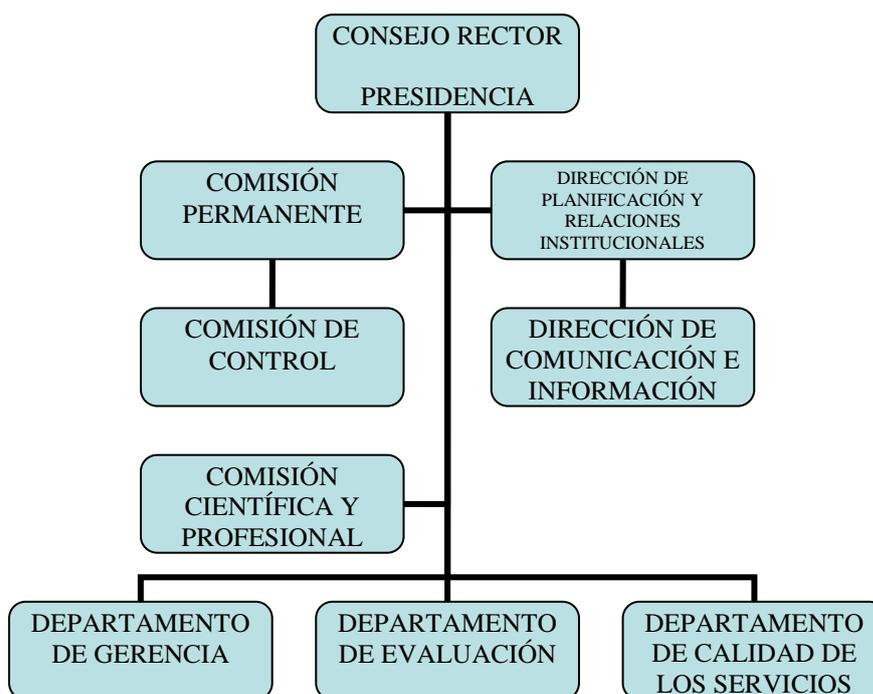 CONSEJO RECTOR
PRESIDENCIA
COMISIÓN
PERMANENTE
DIRECCIÓN DE
PLANIFICACIÓN Y
RELACIONES
INSTITUCIONALES
COMISIÓN DE
CONTROL
DIRECCIÓN DE
COMUNICACIÓN E
INFORMACIÓN
COMISIÓN
CIENTÍFICA Y
PROFESIONAL
DEPARTAMENTO
DE GERENCIA
DEPARTAMENTO
DE EVALUACIÓN
DEPARTAMENTO
DE CALIDAD DE
LOS SERVICIOS